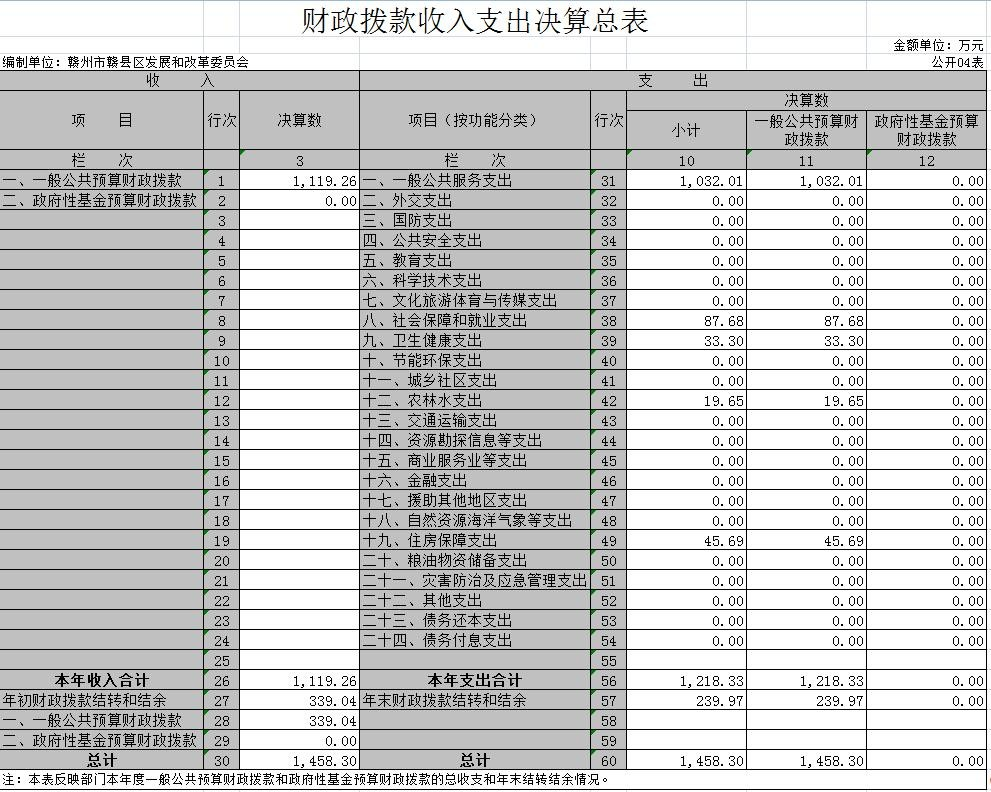 财政拨款收入支出决算总表
金额单位：万元
编制单位：赣州市赣县区发展和改革委员会 公开04表
收 入 支 出
项 目 行次 决算数 项目（按功能分类） 行次 决算数
小计 一般公共预算财政拨款 政府性基金预算财政拨款
栏 次 3 栏 次 10 11 12
一、一般公共预算财政拨款 1 1,119.26 一、一般公共服务支出 31 1,032.01 1,032.01 0.00
二、政府性基金预算财政拨款 2 0.00 二、外交支出 32 0.00 0.00 0.00
3 三、国防支出 33 0.00 0.00 0.00
4 四、公共安全支出 34 0.00 0.00 0.00
5 五、教育支出 35 0.00 0.00 0.00
6 六、科学技术支出 36 0.00 0.00 0.00
7 七、文化旅游体育与传媒支出 37 0.00 0.00 0.00
8 八、社会保障和就业支出 38 87.68 87.68 0.00
9 九、卫生健康支出 39 33.30 33.30 0.00
10 十、节能环保支出 40 0.00 0.00 0.00
11 十一、城乡社区支出 41 0.00 0.00 0.00
12 十二、农林水支出 42 19.65 19.65 0.00
13 十三、交通运输支出 43 0.00 0.00 0.00
14 十四、资源勘探信息等支出 44 0.00 0.00 0.00
15 十五、商业服务业等支出 45 0.00 0.00 0.00
16 十六、金融支出 46 0.00 0.00 0.00
17 十七、援助其他地区支出 47 0.00 0.00 0.00
18 十八、自然资源海洋气象等支出 48 0.00 0.00 0.00
19 十九、住房保障支出 49 45.69 45.69 0.00
20 二十、粮油物资储备支出 50 0.00 0.00 0.00
21 二十一、灾害防治及应急管理支出 51 0.00 0.00 0.00
22 二十二、其他支出 52 0.00 0.00 0.00
23 二十三、债务还本支出 53 0.00 0.00 0.00
24 二十四、债务付息支出 54 0.00 0.00 0.00
25 55
本年收入合计 26 1,119.26 本年支出合计 56 1,218.33 1,218.33 0.00
年初财政拨款结转和结余 27 339.04 年末财政拨款结转和结余 57 239.97 239.97 0.00
一、一般公共预算财政拨款 28 339.04 58
二、政府性基金预算财政拨款 29 0.00 59
总计 30 1,458.30 总计 60 1,458.30 1,458.30 0.00
注：本表反映部门本年度一般公共预算财政拨款和政府性基金预算财政拨款的总收支和年末结转结余情况。